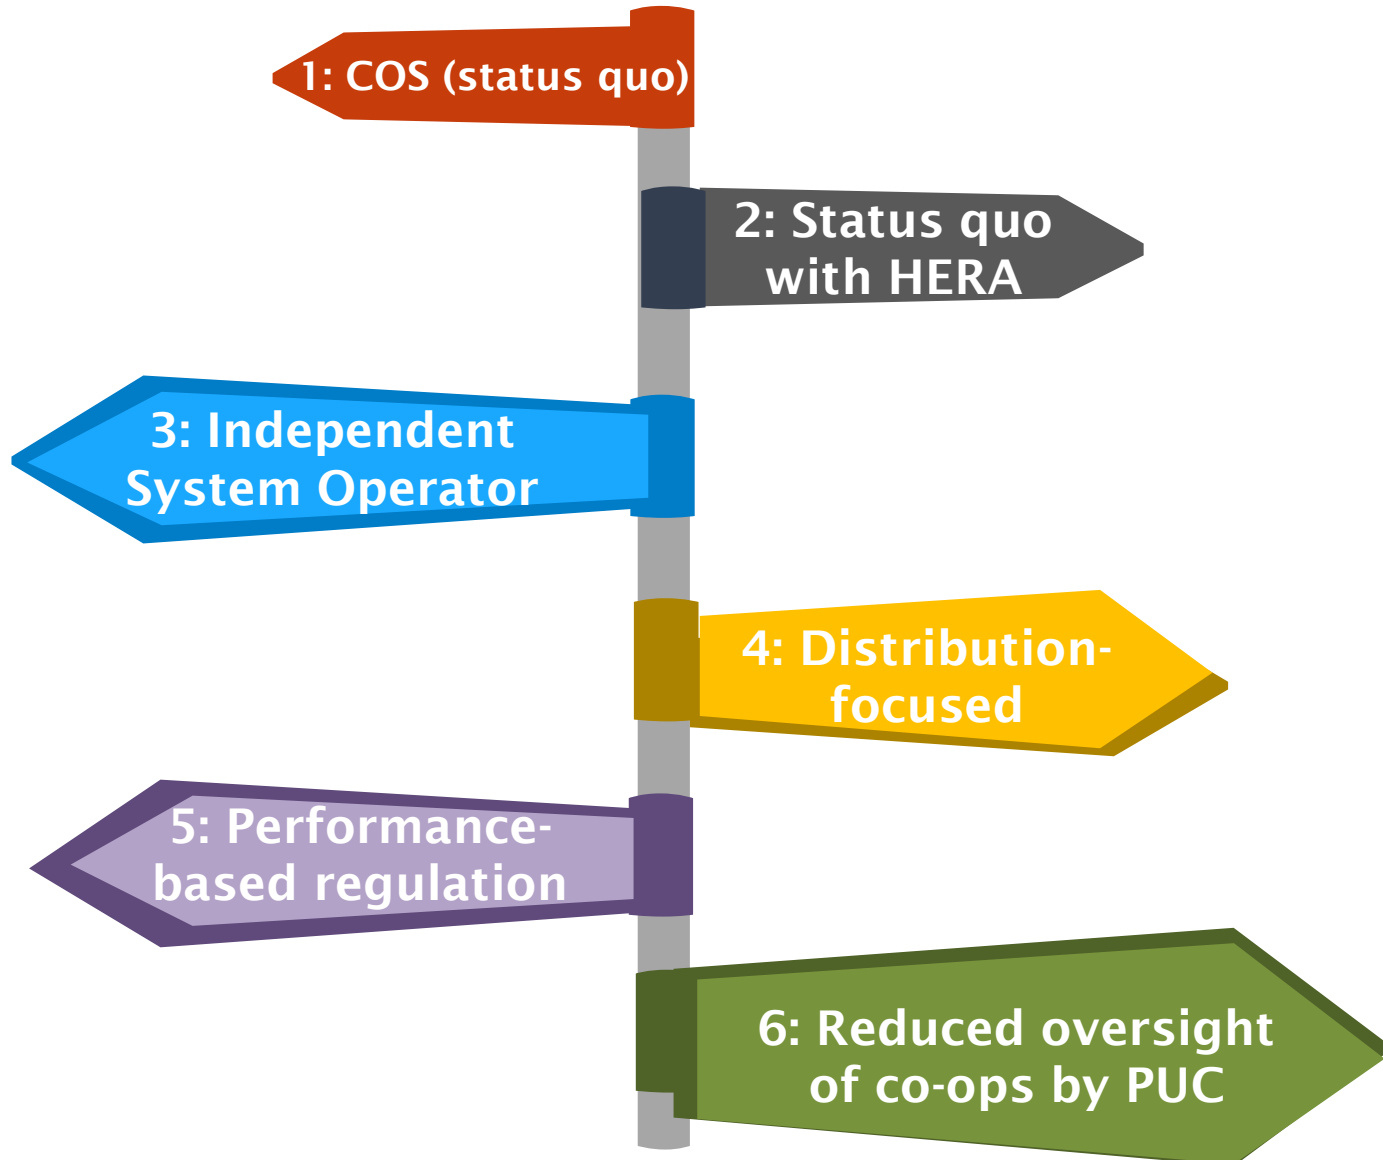 1: COS (status quo)
2: Status quo
with HERA
3: Independent
System Operator
4: Distribution-
focused
5: Performance-
based regulation
6: Reduced oversight
of co-ops by PUC